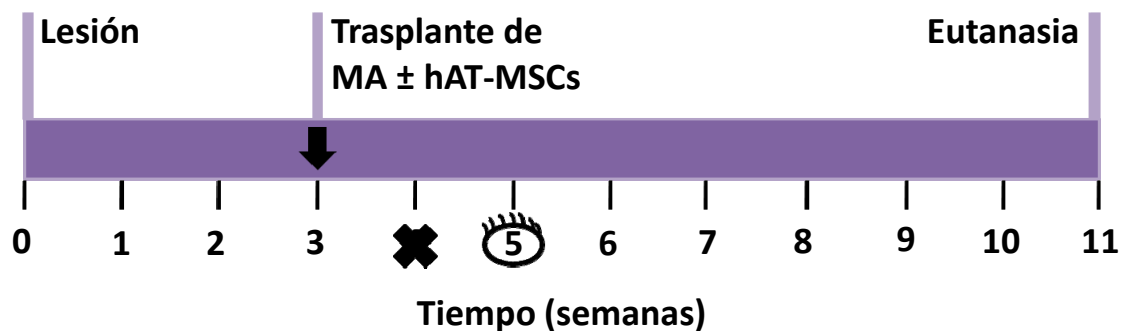 Lesión
Trasplante de
MA ± hAT-MSCs
Eutanasia
0 1 2 3 5 6 7 8 9 10 11
Tiempo (semanas)